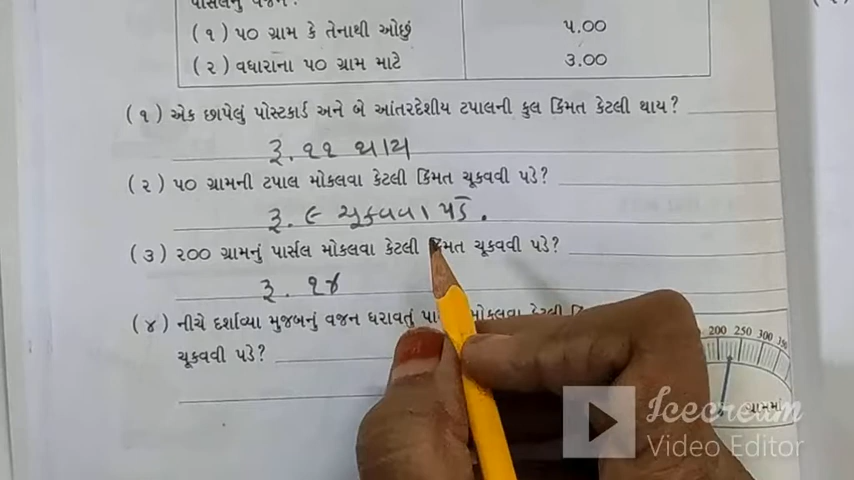 પાર્સલનું વજન :
(૧) ૫૦ ગ્રામ કે તેનાથી ઓછું ૫.૦૦
(૨) વધારાના ૫૦ ગ્રામ માટે ૩.૦૦
(૧) એક છાપેલું પોસ્ટકાર્ડ અને બે આંતરદેશીય ટપાલની કુલ કિંમત કેટલી થાય?
રૂ. ૧૧ થાય
(૨) ૫૦ ગ્રામની ટપાલ મોકલવા કેટલી કિંમત ચૂકવવી પડે?
રૂ. ૯ ચૂકવવા પડે.
(૩) ૨૦૦ ગ્રામનું પાર્સલ મોકલવા કેટલી કિંમત ચૂકવવી પડે?
રૂ. ૧૪
(૪) નીચે દર્શાવ્યા મુજબનું વજન ધરાવતું મોકલવા કેટલી
ચૂકવવી પડે?
200 250 300
ગ્રામમાં
Icecream
Video Editor